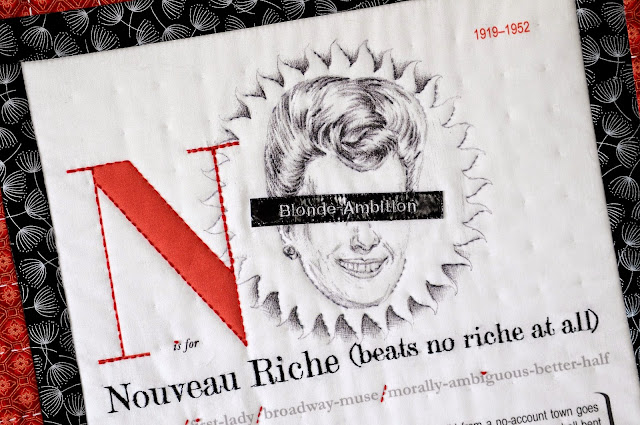 1919–1952
N
Blonde Ambition
is for
Nouveau Riche (beats no riche at all)
first-lady/broadway-muse/morally-ambiguous-better-half
from a no-account town goes
bent